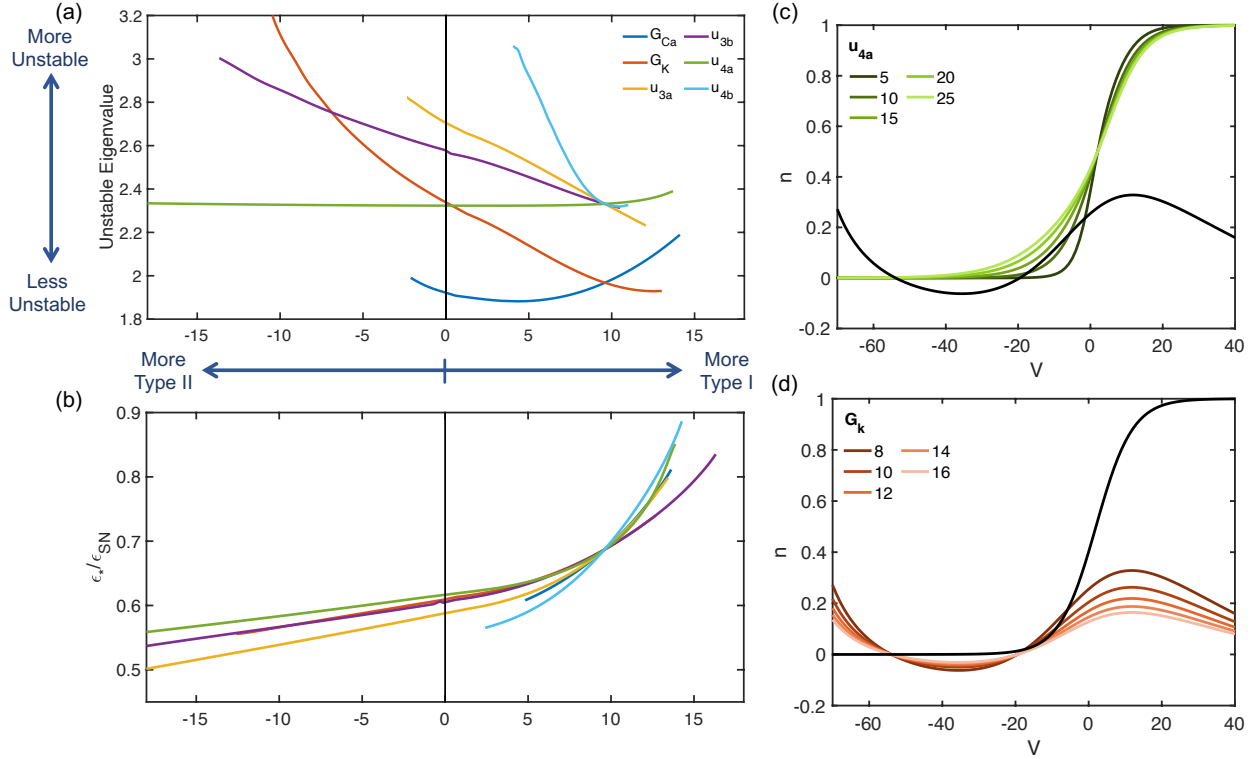 (a)
More
Unstable
Less
Unstable
Unstable Eigenvalue
3.2
3
2.8
2.6
2.4
2.2
2
1.8
G_Ca
G_K
u_3a
u_3b
u_4a
u_4b
-15 -10 -5 0 5 10 15
More
Type II
More
Type I
(b)
ϵ_*/ϵ_SN
0.9
0.8
0.7
0.6
0.5
-15 -10 -5 0 5 10 15
(c)
n
1
0.8
0.6
0.4
0.2
0
-0.2
u_4a
5
10
15
20
25
-60 -40 -20 0 20 40
V
(d)
n
1
0.8
0.6
0.4
0.2
0
-0.2
G_k
8
10
12
14
16
-60 -40 -20 0 20 40
V